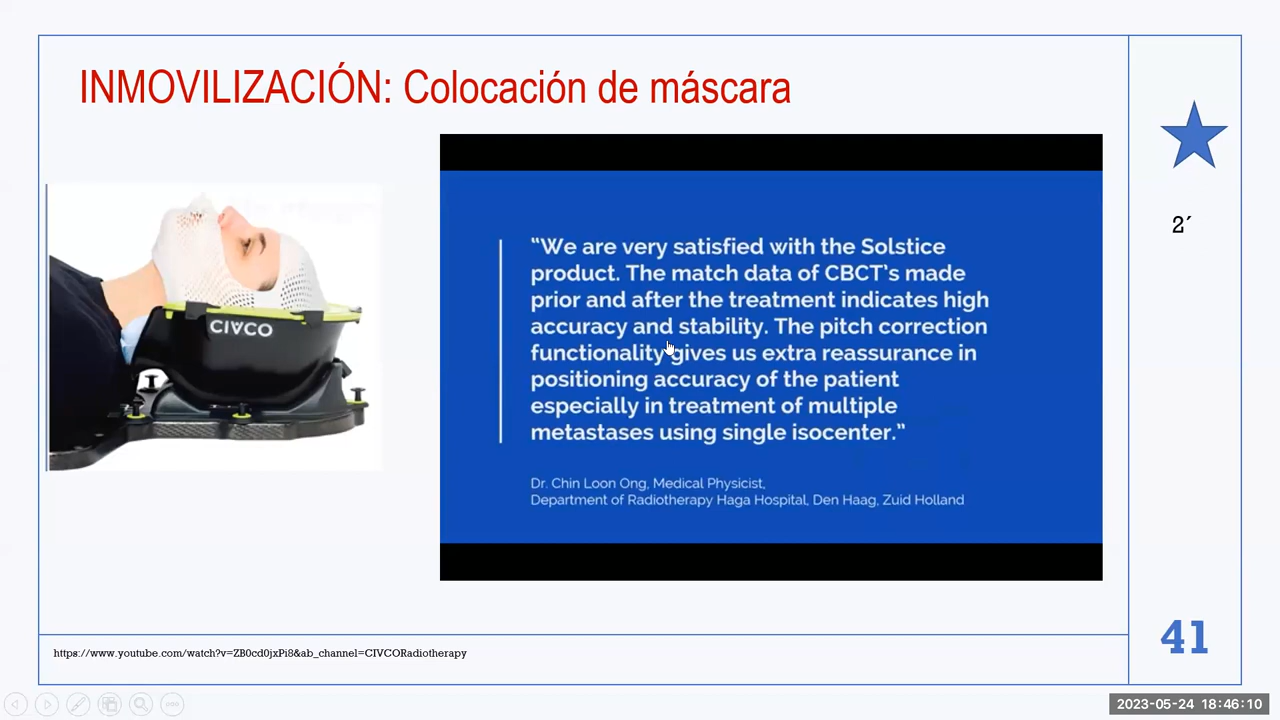 INMOVILIZACIÓN: Colocación de máscara
2´
CIVCO
“We are very satisfied with the Solstice
product. The match data of CBCT’s made
prior and after the treatment indicates high
accuracy and stability. The pitch correction
functionality gives us extra reassurance in
positioning accuracy of the patient
especially in treatment of multiple
metastases using single isocenter.”
Dr. Chin Loon Ong, Medical Physicist,
Department of Radiotherapy Haga Hospital, Den Haag, Zuid Holland
41
https://www.youtube.com/watch?v=ZB0cd0jxPi8&ab_channel=CIVCORadiotherapy
2023-05-24 18:46:10